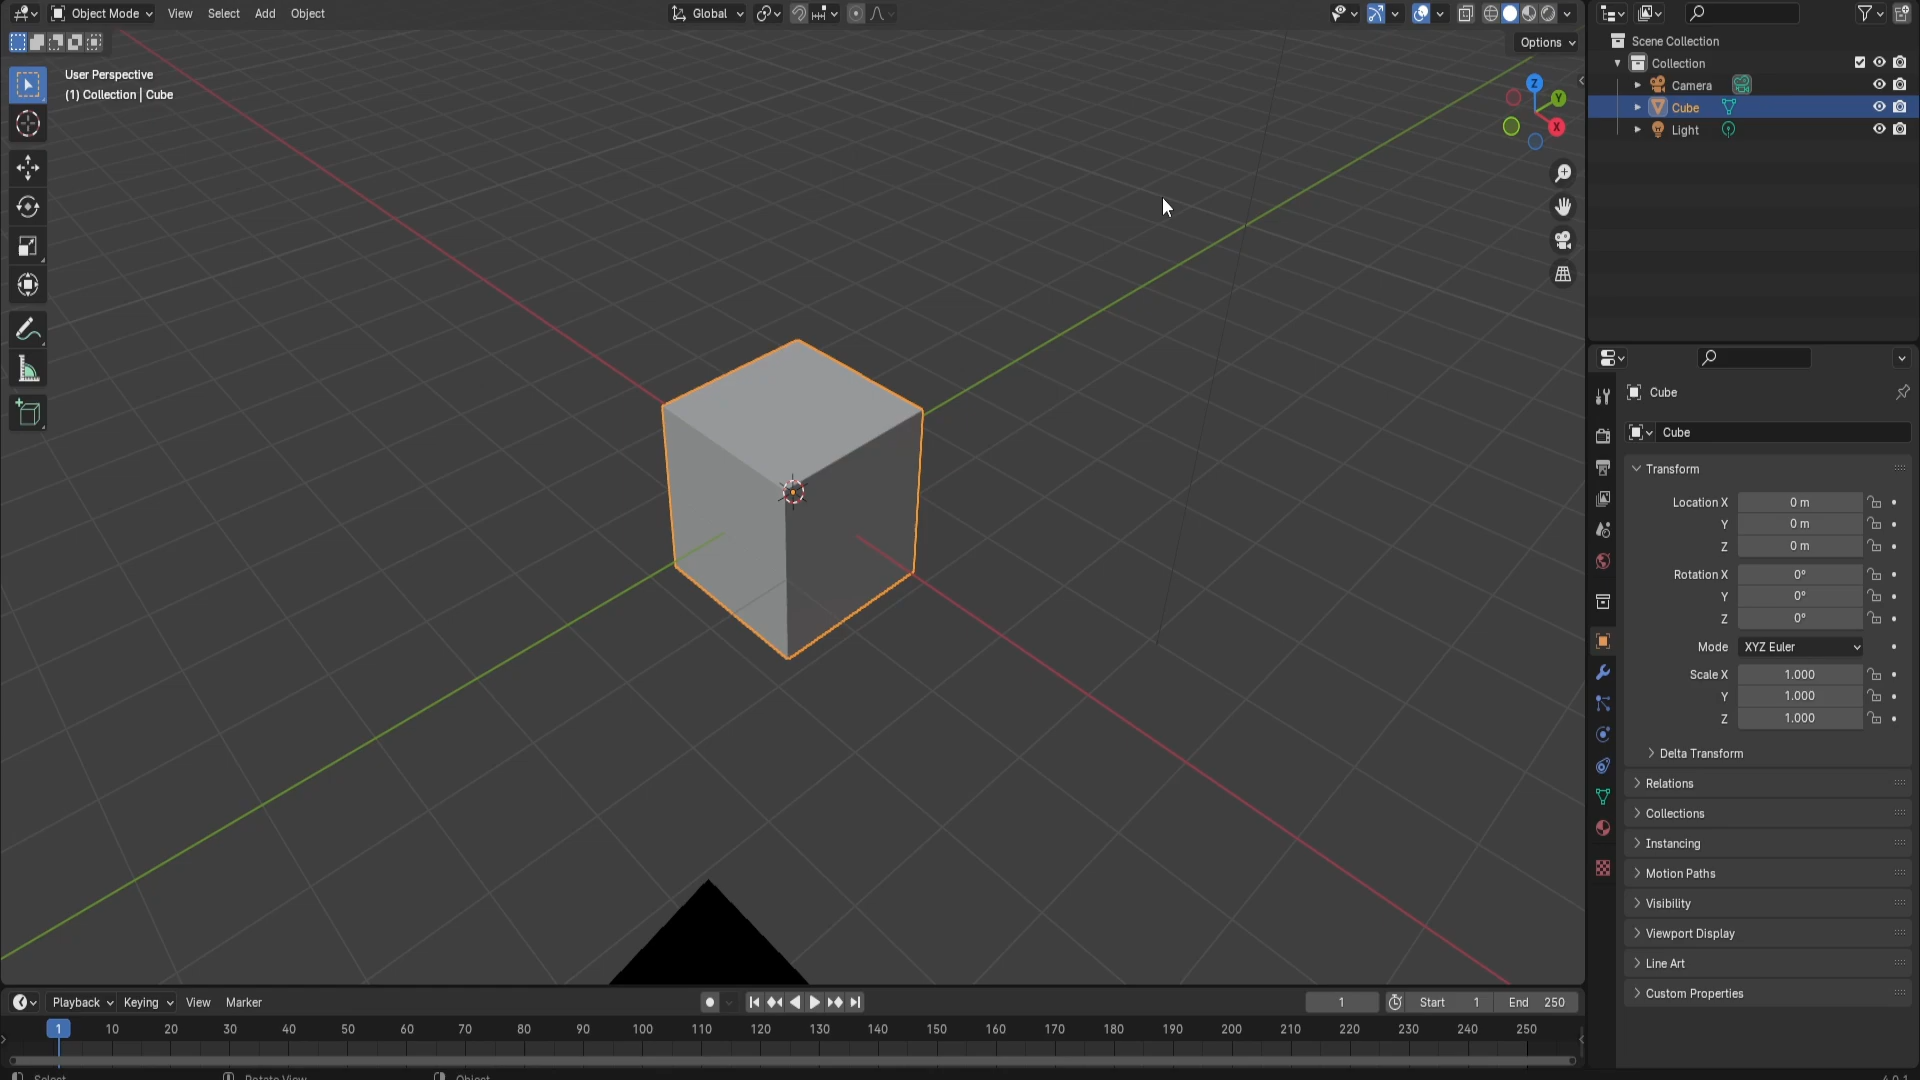 Object Mode View Select Add Object Global
Options
User Perspective
(1) Collection | Cube
Z
Y
X
Scene Collection
Collection
Camera
Cube
Light
Cube
Cube
Transform
Location X 0 m
Y 0 m
Z 0 m
Rotation X 0°
Y 0°
Z 0°
Mode XYZ Euler
Scale X 1.000
Y 1.000
Z 1.000
Delta Transform
Relations
Collections
Instancing
Motion Paths
Visibility
Viewport Display
Line Art
Custom Properties
Playback Keying View Marker 1 Start 1 End 250
1 10 20 30 40 50 60 70 80 90 100 110 120 130 140 150 160 170 180 190 200 210 220 230 240 250
Select Rotate View Object